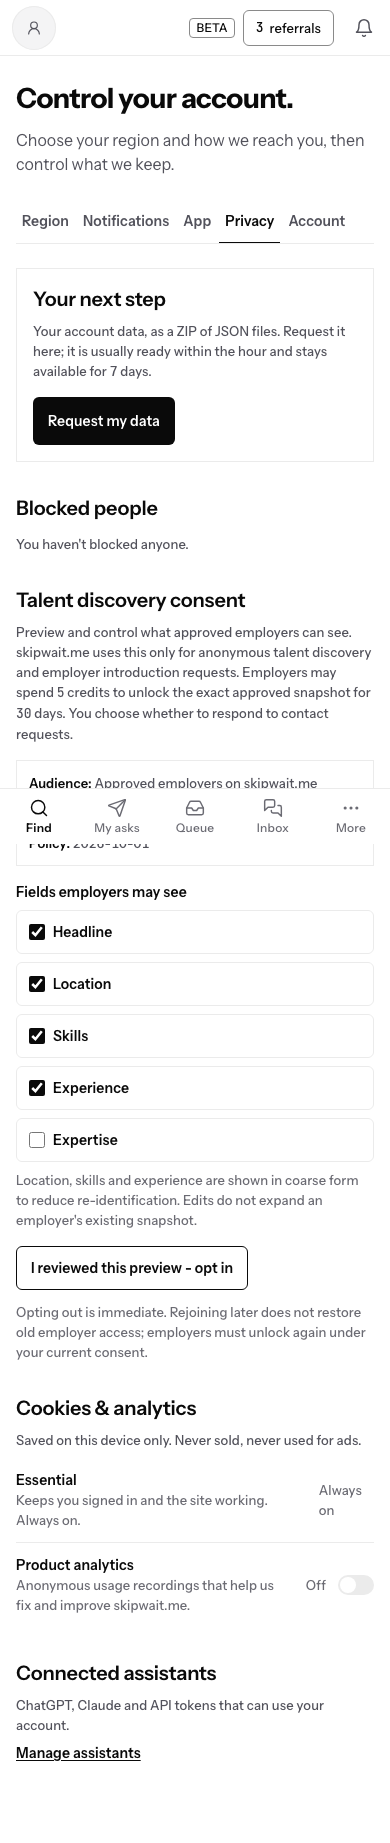 BETA
3 referrals
Control your account.
Choose your region and how we reach you, then
control what we keep.
Region Notifications App Privacy Account
Your next step
Your account data, as a ZIP of JSON files. Request it
here; it is usually ready within the hour and stays
available for 7 days.
Request my data
Blocked people
You haven't blocked anyone.
Talent discovery consent
Preview and control what approved employers can see.
skipwait.me uses this only for anonymous talent discovery
and employer introduction requests. Employers may
spend 5 credits to unlock the exact approved snapshot for
30 days. You choose whether to respond to contact
requests.
Audience: Approved employers on skipwait.me
Find My asks Queue Inbox More
Policy: 2026-10-01
Fields employers may see
Headline
Location
Skills
Experience
Expertise
Location, skills and experience are shown in coarse form
to reduce re-identification. Edits do not expand an
employer's existing snapshot.
I reviewed this preview - opt in
Opting out is immediate. Rejoining later does not restore
old employer access; employers must unlock again under
your current consent.
Cookies & analytics
Saved on this device only. Never sold, never used for ads.
Essential
Keeps you signed in and the site working.
Always on.
Always
on
Product analytics
Anonymous usage recordings that help us
fix and improve skipwait.me.
Off
Connected assistants
ChatGPT, Claude and API tokens that can use your
account.
Manage assistants